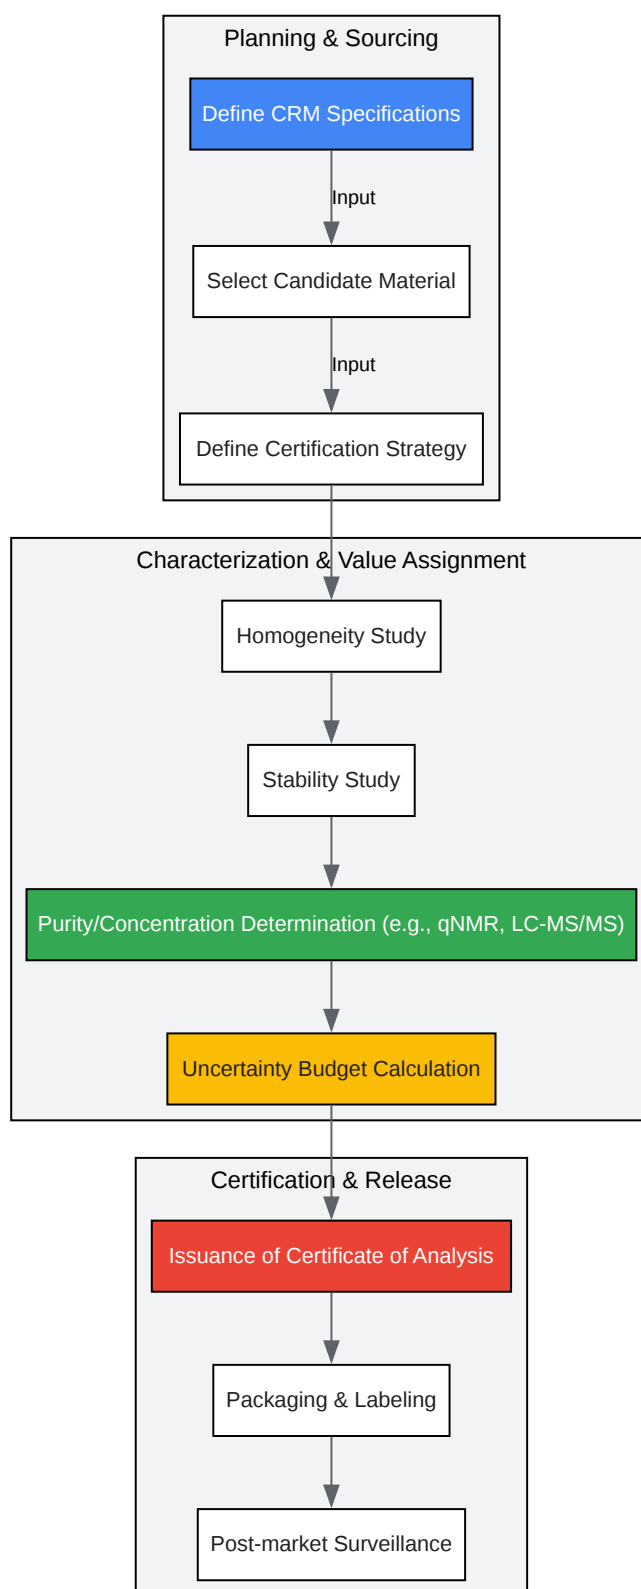 Planning & Sourcing
Define CRM Specifications
Input
Select Candidate Material
Input
Define Certification Strategy
Characterization & Value Assignment
Homogeneity Study
Stability Study
Purity/Concentration Determination (e.g., qNMR, LC-MS/MS)
Uncertainty Budget Calculation
Certification & Release
Issuance of Certificate of Analysis
Packaging & Labeling
Post-market Surveillance